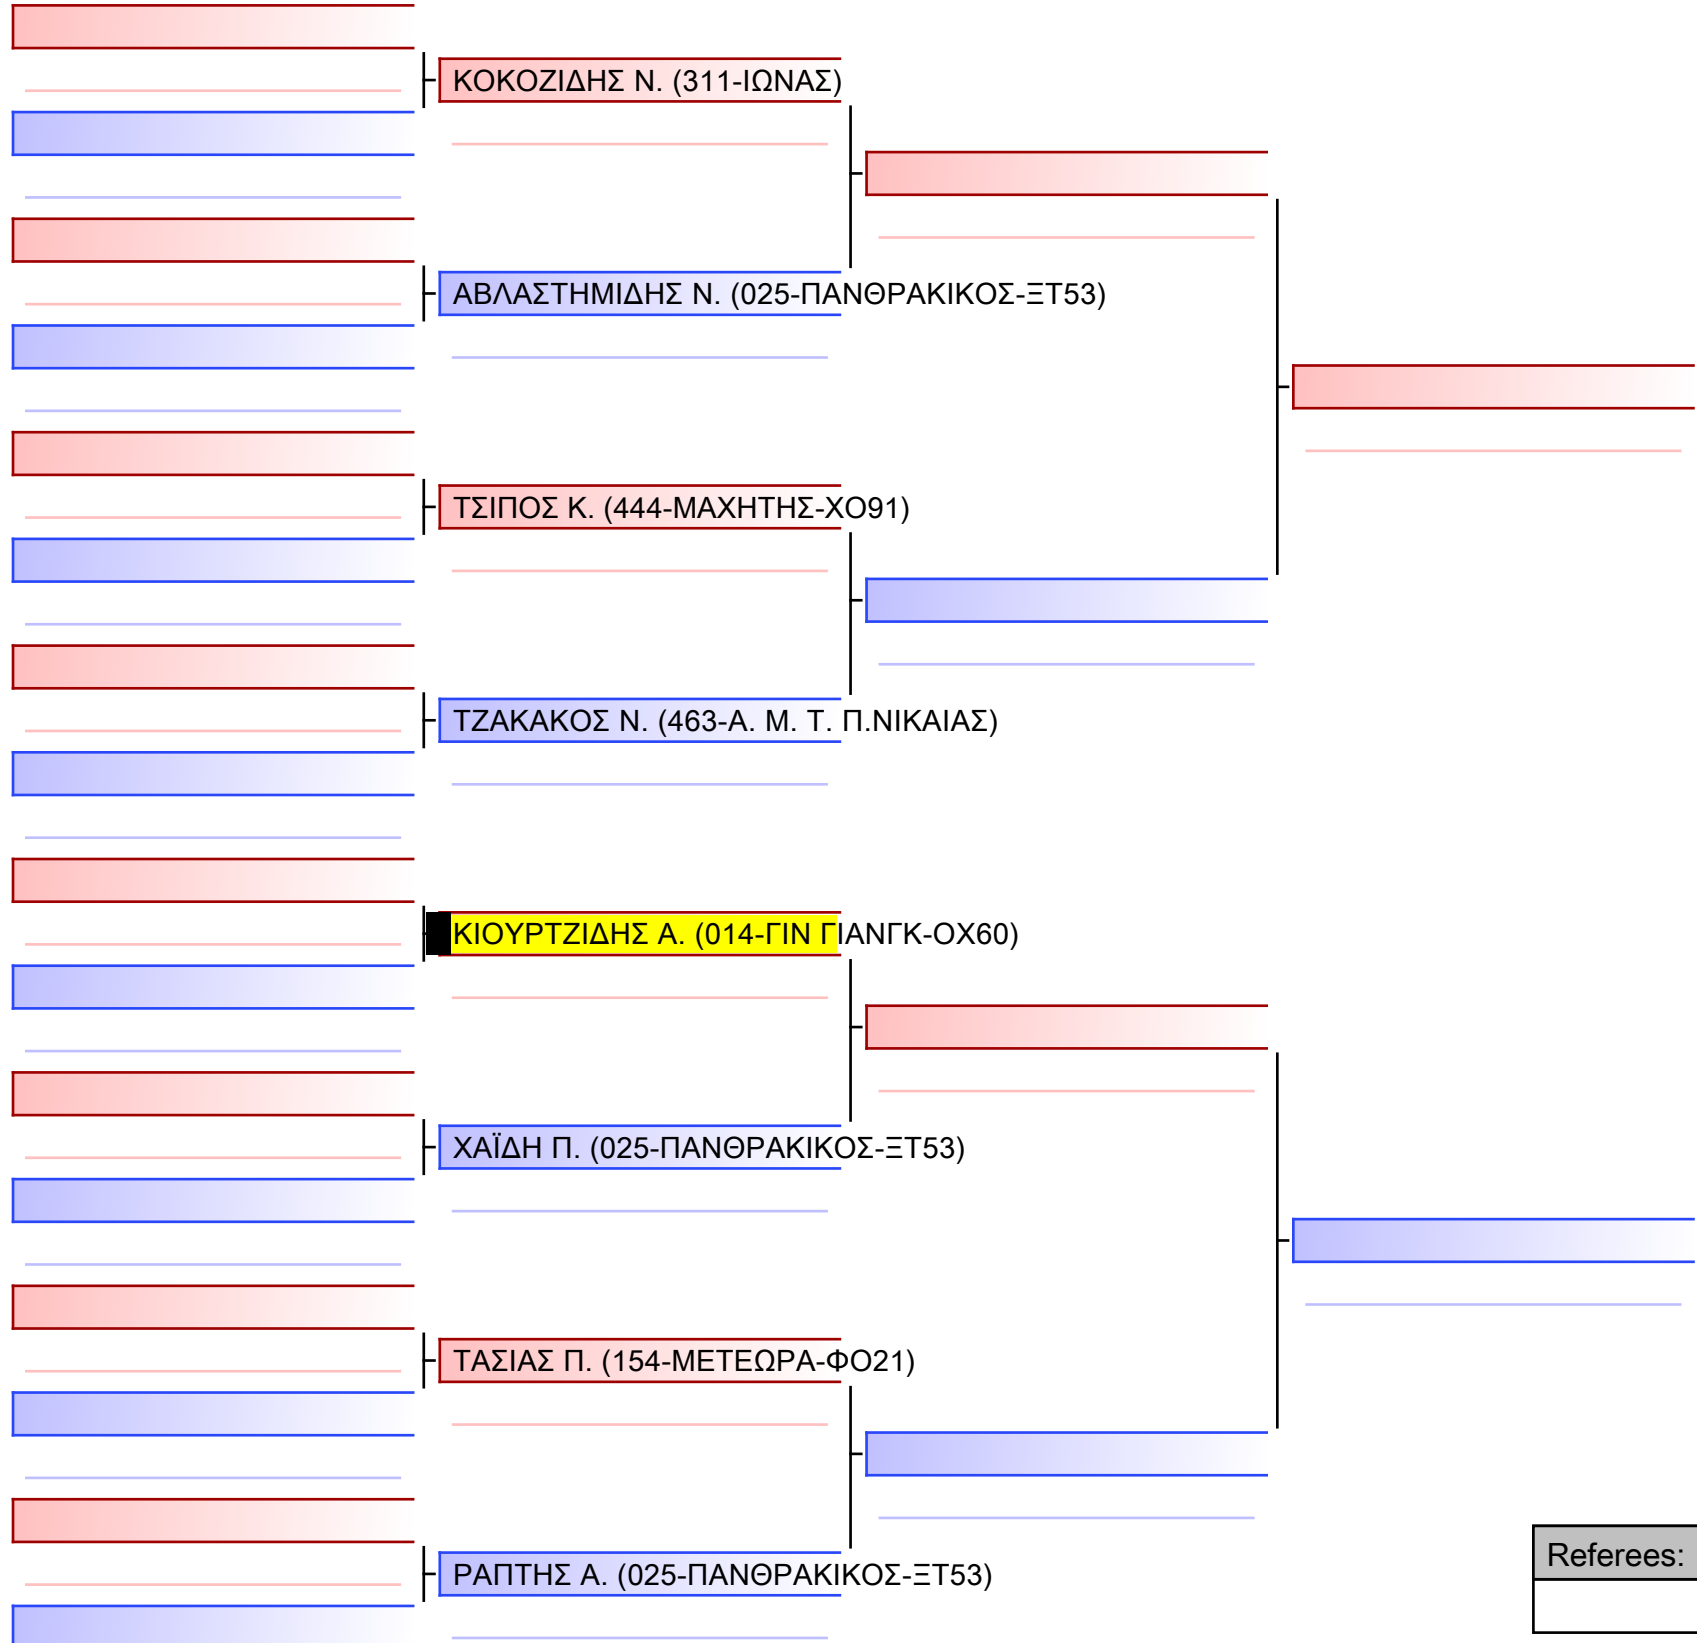 ΚΟΚΟΖΙΔΗΣ Ν. (311-ΙΩΝΑΣ)
ΑΒΛΑΣΤΗΜΙΔΗΣ Ν. (025-ΠΑΝΘΡΑΚΙΚΟΣ-ΞΤ53)
ΤΣΙΠΟΣ Κ. (444-ΜΑΧΗΤΗΣ-ΧΟ91)
ΤΖΑΚΑΚΟΣ Ν. (463-Α. Μ. Τ. Π.ΝΙΚΑΙΑΣ)
ΚΙΟΥΡΤΖΙΔΗΣ Α. (014-ΓΙΝ ΓΙΑΝΓΚ-ΟΧ60)
ΧΑΪΔΗ Π. (025-ΠΑΝΘΡΑΚΙΚΟΣ-ΞΤ53)
ΤΑΣΙΑΣ Π. (154-ΜΕΤΕΩΡΑ-ΦΟ21)
ΡΑΠΤΗΣ Α. (025-ΠΑΝΘΡΑΚΙΚΟΣ-ΞΤ53)
Referees: